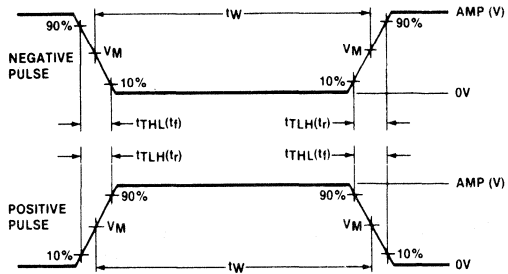 tW
AMP (V)
90%
90%
NEGATIVE
PULSE
VM
VM
10%
10%
0V
tTHL(tf)
tTLH(tr)
tTLH(tr)
tTHL(tf)
AMP (V)
90%
90%
POSITIVE
PULSE
VM
VM
10%
10%
0V
tW